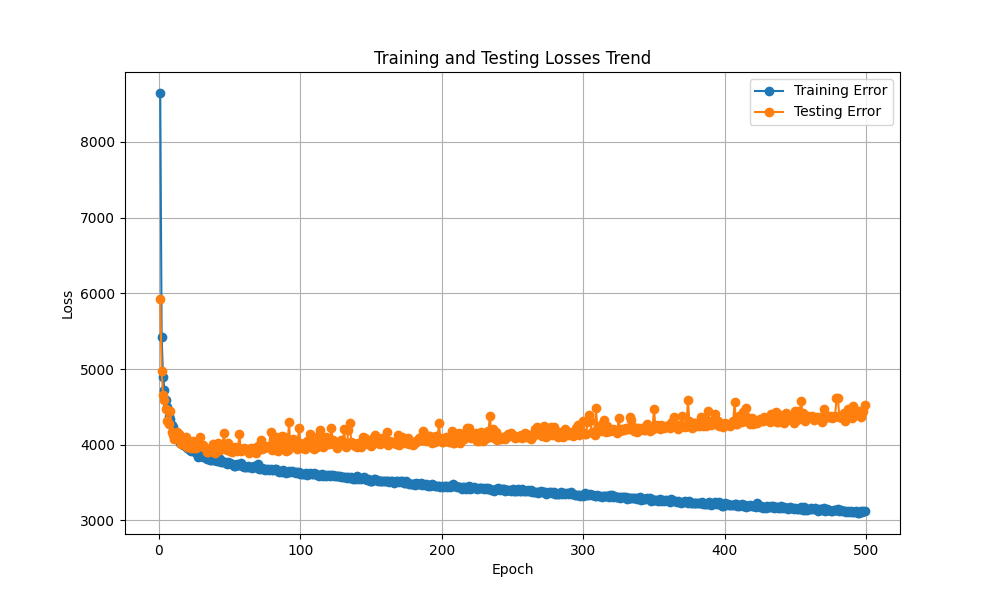 Training and Testing Losses Trend
Training Error
Testing Error
8000
7000
6000
5000
4000
3000
Loss
0 100 200 300 400 500
Epoch